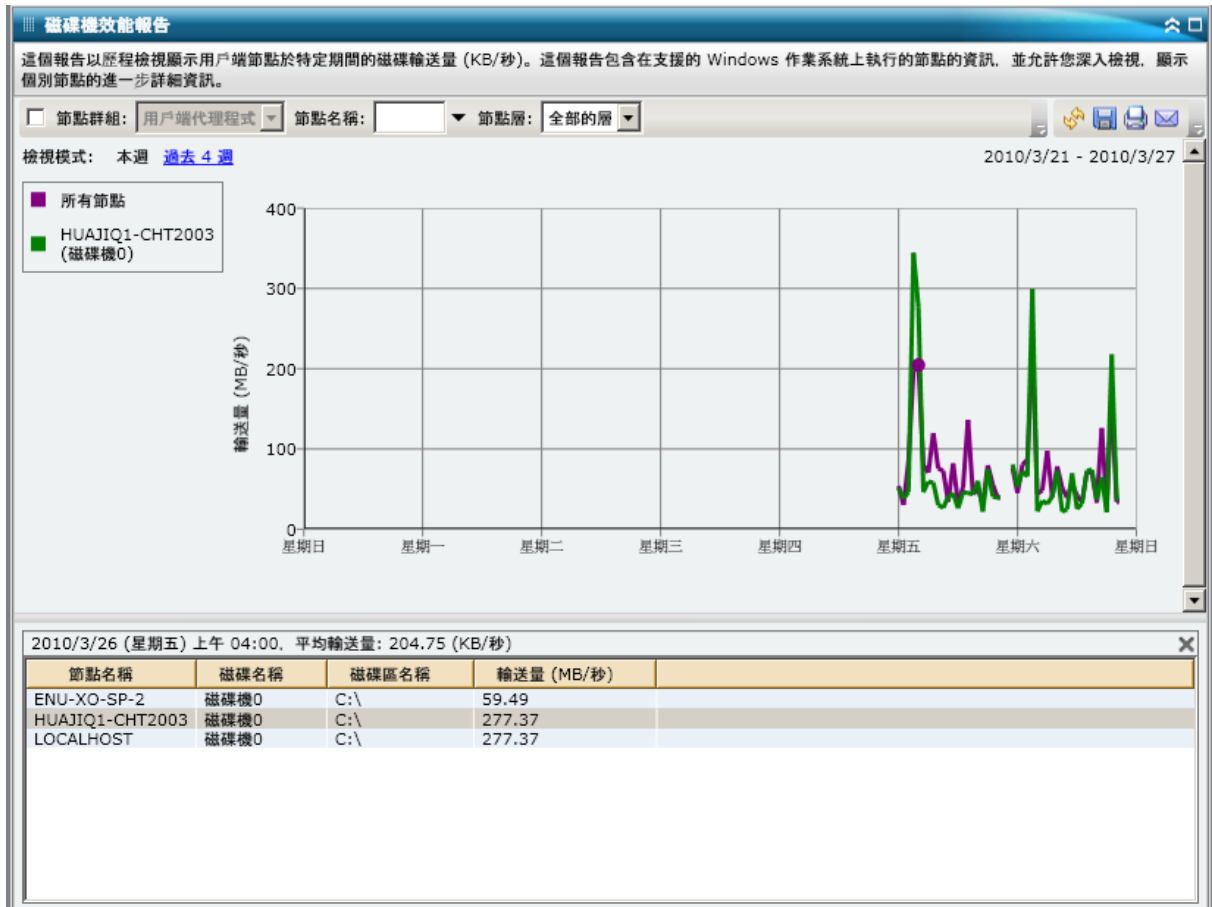 磁碟機效能報告
這個報告以歷程檢視顯示用戶端節點於特定期間的磁碟輸送量 (KB/秒)。這個報告包含在支援的 Windows 作業系統上執行的節點的資訊，並允許您深入檢視，顯示
個別節點的進一步詳細資訊。
節點群組: 用戶端代理程式 節點名稱: 節點層: 全部的層
檢視模式: 本週 過去 4 週 2010/3/21 - 2010/3/27
所有節點
HUAJIQ1-CHT2003
(磁碟機0)
輸送量 (MB/秒)
400
300
200
100
0
星期日 星期一 星期二 星期三 星期四 星期五 星期六 星期日
2010/3/26 (星期五) 上午 04:00, 平均輸送量: 204.75 (KB/秒)
節點名稱 磁碟名稱 磁碟區名稱 輸送量 (MB/秒)
ENU-XO-SP-2 磁碟機0 C:\ 59.49
HUAJIQ1-CHT2003 磁碟機0 C:\ 277.37
LOCALHOST 磁碟機0 C:\ 277.37